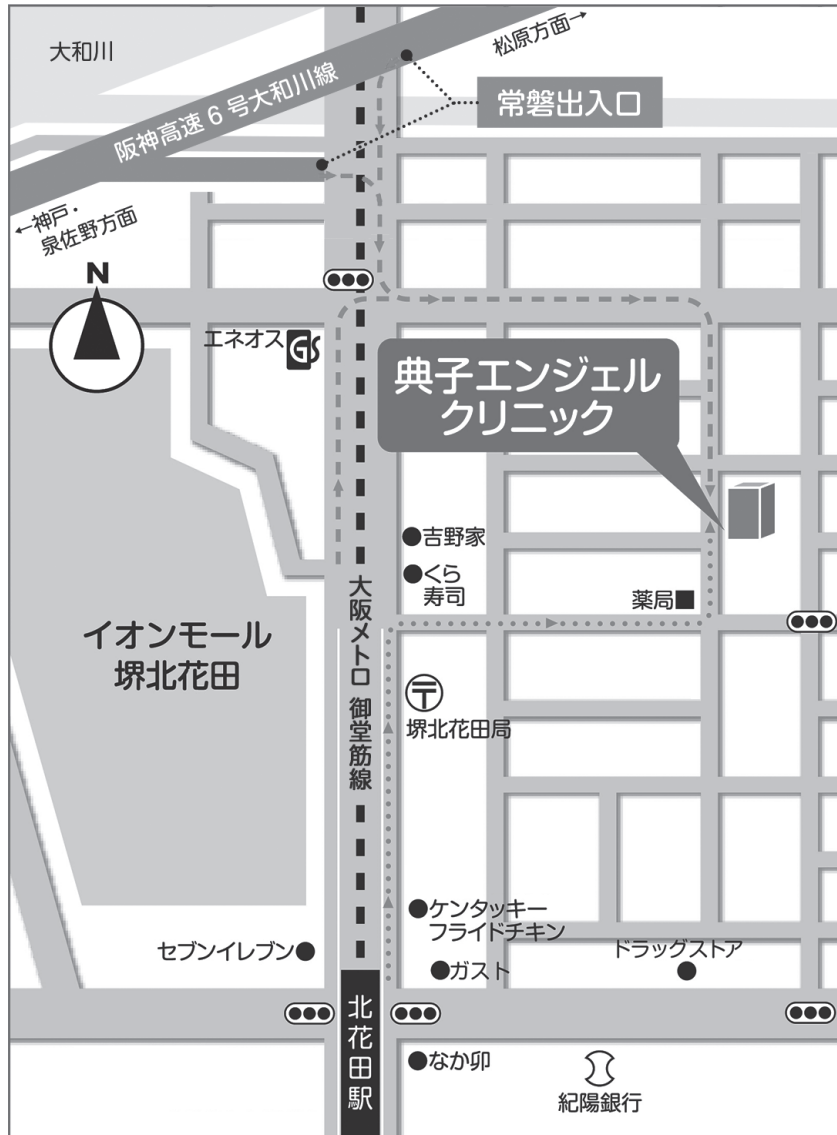 大和川
松原方面→
阪神高速6号大和川線
常磐出入口
←神戸・
泉佐野方面
N
エネオス
GS
典子エンジェル
クリニック
吉野家
くら
寿司
薬局
大阪メトロ 御堂筋線
イオンモール
堺北花田
〒
堺北花田局
ケンタッキー
フライドチキン
セブンイレブン
ガスト
ドラッグストア
北花田駅
なか卯
紀陽銀行